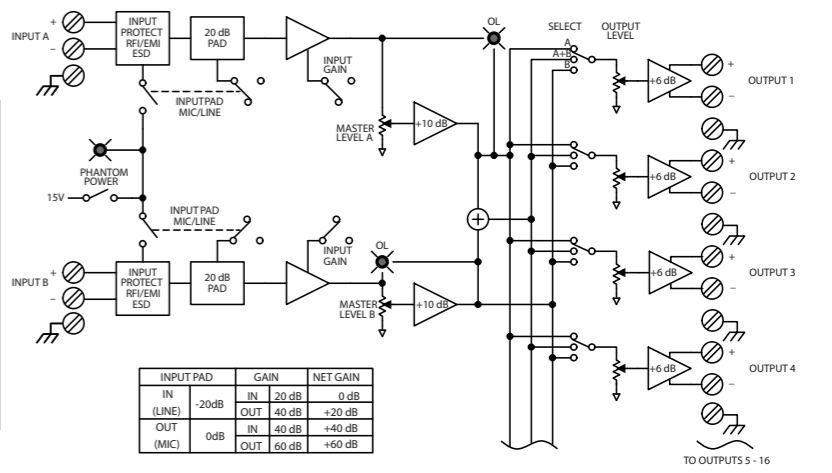 INPUT A
+
–
INPUT
PROTECT
RFI/EMI
ESD
20 dB
PAD
INPUT
GAIN
OL
SELECT
OUTPUT
LEVEL
A
A+B
B
+6 dB
+
–
OUTPUT 1
INPUT PAD
MIC/LINE
MASTER
LEVEL A
+10 dB
+6 dB
+
–
OUTPUT 2
PHANTOM
POWER
15V
INPUT PAD
MIC/LINE
+
INPUT B
+
–
INPUT
PROTECT
RFI/EMI
ESD
20 dB
PAD
INPUT
GAIN
OL
MASTER
LEVEL B
+10 dB
+6 dB
+
–
OUTPUT 3
+6 dB
+
–
OUTPUT 4
INPUT PAD GAIN NET GAIN
IN
(LINE)
-20dB
IN 20 dB 0 dB
OUT 40 dB +20 dB
OUT
(MIC)
0dB
IN 40 dB +40 dB
OUT 60 dB +60 dB
TO OUTPUTS 5 - 16